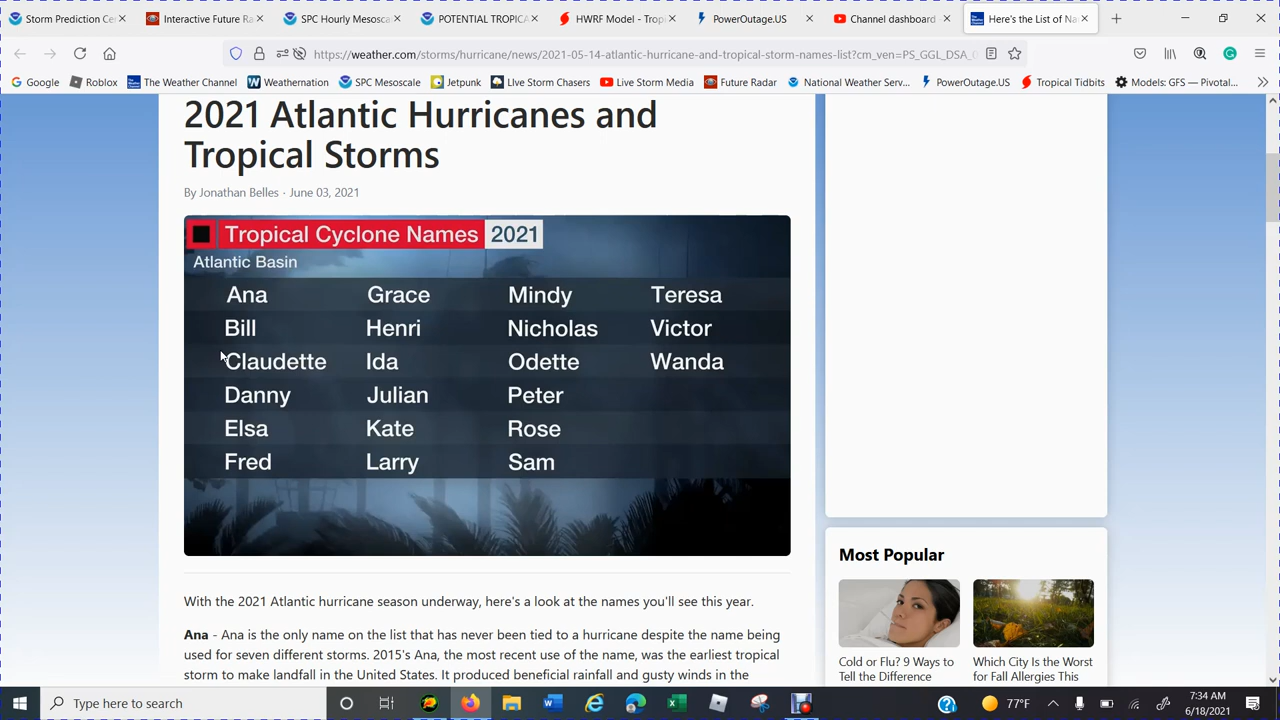 Storm Prediction Ce
Interactive Future Ra
SPC Hourly Mesosca
POTENTIAL TROPICA
HWRF Model - Trop
PowerOutage.US
Channel dashboard
Here's the List of Na
https://weather.com/storms/hurricane/news/2021-05-14-atlantic-hurricane-and-tropical-storm-names-list?cm_ven=PS_GGL_DSA_
Google
Roblox
The Weather Channel
Weathernation
SPC Mesoscale
Jetpunk
LIve Storm Chasers
Live Storm Media
Future Radar
National Weather Serv...
PowerOutage.US
Tropical Tidbits
Models: GFS — Pivotal...
2021 Atlantic Hurricanes and
Tropical Storms
By Jonathan Belles · June 03, 2021
Tropical Cyclone Names 2021
Atlantic Basin
Ana Grace Mindy Teresa
Bill Henri Nicholas Victor
Claudette Ida Odette Wanda
Danny Julian Peter
Elsa Kate Rose
Fred Larry Sam
With the 2021 Atlantic hurricane season underway, here's a look at the names you'll see this year.
Ana - Ana is the only name on the list that has never been tied to a hurricane despite the name being
used for seven different storms. 2015's Ana, the most recent use of the name, was the earliest tropical
storm to make landfall in the United States. It produced beneficial rainfall and gusty winds in the
Most Popular
Cold or Flu? 9 Ways to
Tell the Difference
Which City Is the Worst
for Fall Allergies This
Type here to search
77°F
7:34 AM
6/18/2021